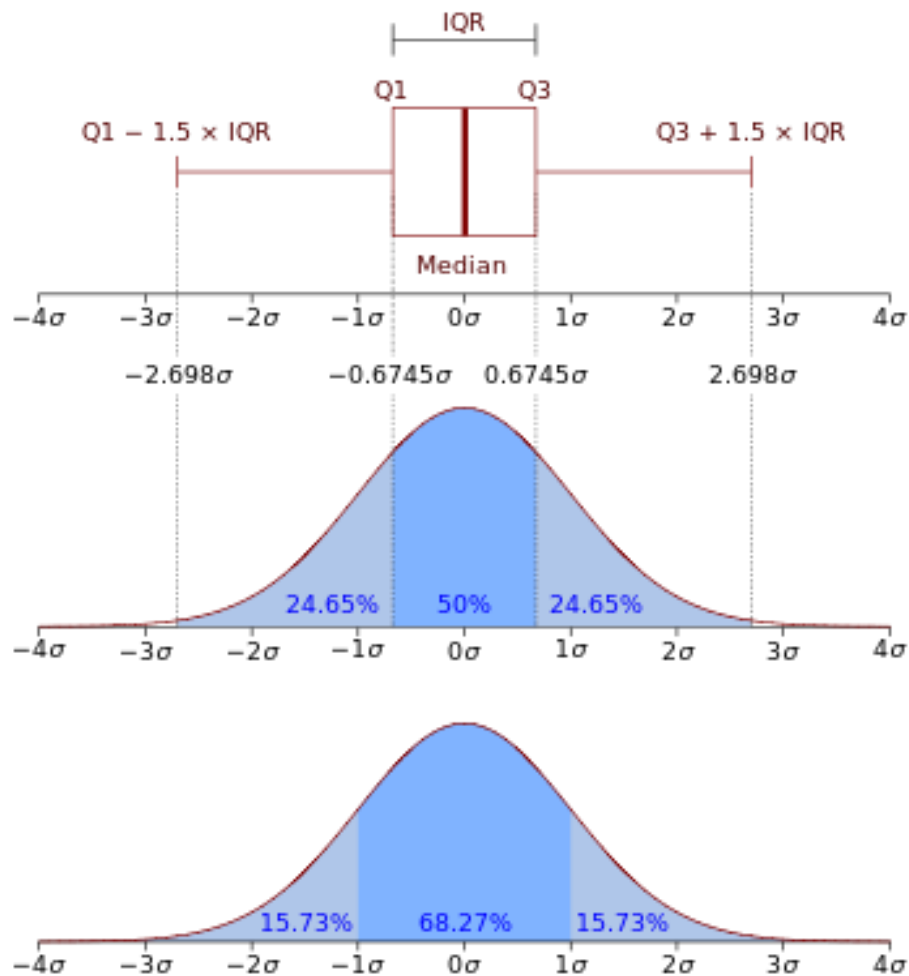 IQR
Q1 Q3
Q1 − 1.5 × IQR Q3 + 1.5 × IQR
Median
−4σ −3σ −2σ −1σ 0σ 1σ 2σ 3σ 4σ
−2.698σ −0.6745σ 0.6745σ 2.698σ
24.65% 50% 24.65%
−4σ −3σ −2σ −1σ 0σ 1σ 2σ 3σ 4σ
15.73% 68.27% 15.73%
−4σ −3σ −2σ −1σ 0σ 1σ 2σ 3σ 4σ